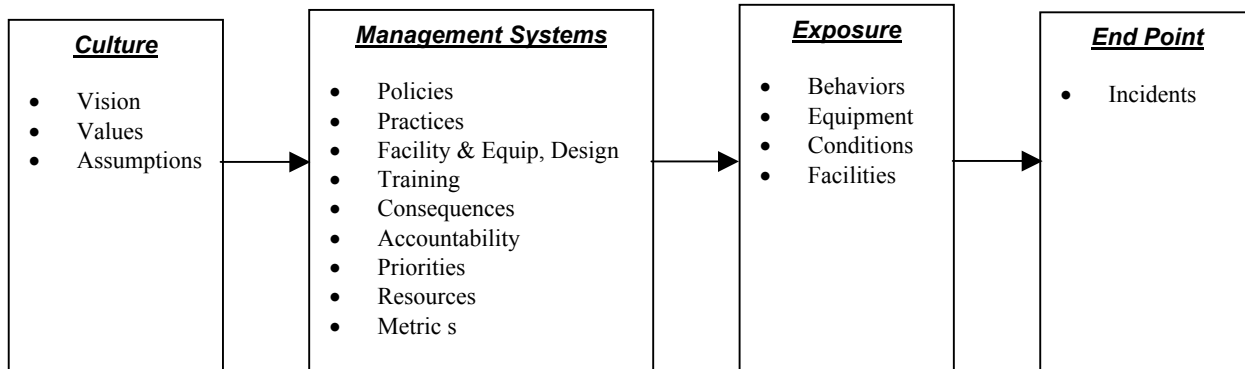 Culture
• Vision
• Values
• Assumptions
Management Systems
• Policies
• Practices
• Facility & Equip, Design
• Training
• Consequences
• Accountability
• Priorities
• Resources
• Metric s
Exposure
• Behaviors
• Equipment
• Conditions
• Facilities
End Point
• Incidents